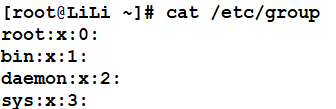 [root@LiLi ~]# cat /etc/group
root:x:0:
bin:x:1:
daemon:x:2:
sys:x:3: